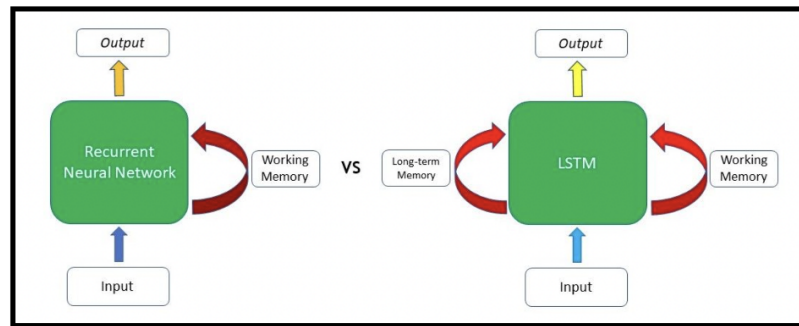 Output
Recurrent
Neural Network
Working
Memory
Input
VS
Output
Long-term
Memory
LSTM
Working
Memory
Input